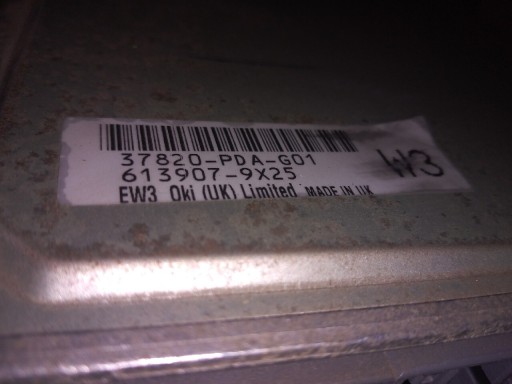 37820-PDA-G01
613907-9X25
EW3 Oki (UK) Limited MADE IN UK
W3